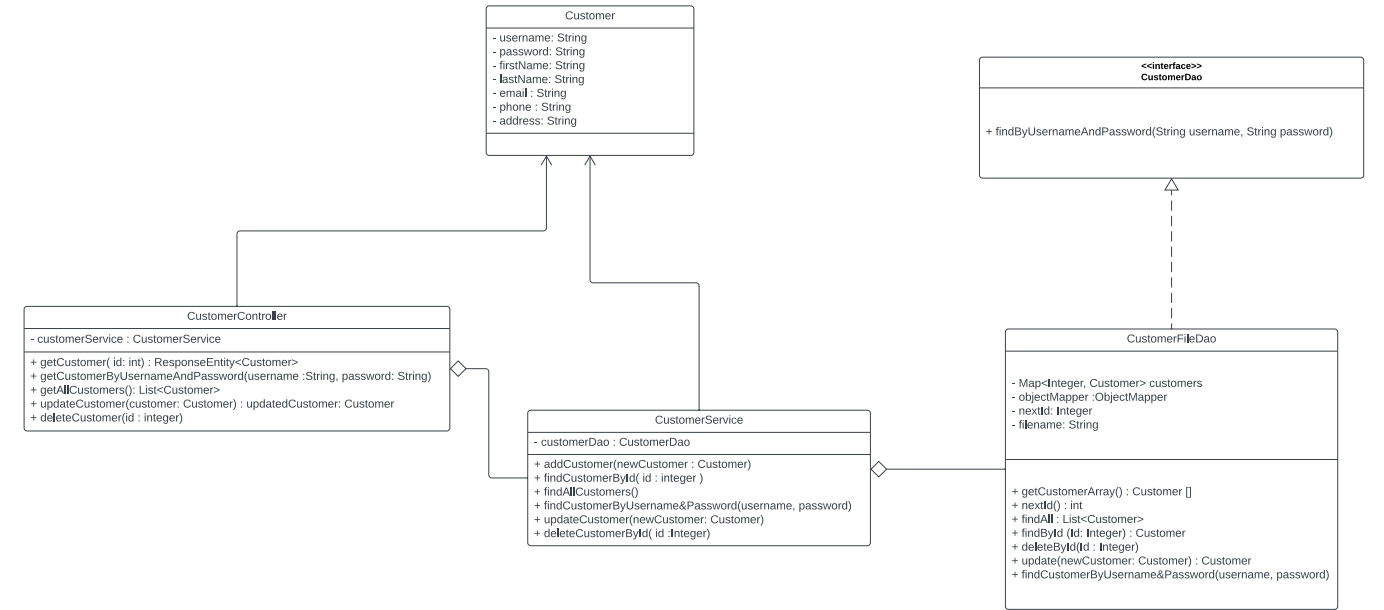 Customer
- username: String
- password: String
- firstName: String
- lastName: String
- email : String
- phone : String
- address: String
<<interface>>
CustomerDao
+ findByUsernameAndPassword(String username, String password)
CustomerController
- customerService : CustomerService
+ getCustomer( id: int) : ResponseEntity<Customer>
+ getCustomerByUsernameAndPassword(username :String, password: String)
+ getAllCustomers(): List<Customer>
+ updateCustomer(customer: Customer) : updatedCustomer: Customer
+ deleteCustomer(id : integer)
CustomerService
- customerDao : CustomerDao
+ addCustomer(newCustomer : Customer)
+ findCustomerById( id : integer )
+ findAllCustomers()
+ findCustomerByUsername&Password(username, password)
+ updateCustomer(newCustomer: Customer)
+ deleteCustomerById( id :Integer)
CustomerFileDao
- Map<Integer, Customer> customers
- objectMapper :ObjectMapper
- nextId: Integer
- filename: String
+ getCustomerArray() : Customer []
+ nextId() : int
+ findAll : List<Customer>
+ findById (Id: Integer) : Customer
+ deleteById(Id : Integer)
+ update(newCustomer: Customer) : Customer
+ findCustomerByUsername&Password(username, password)